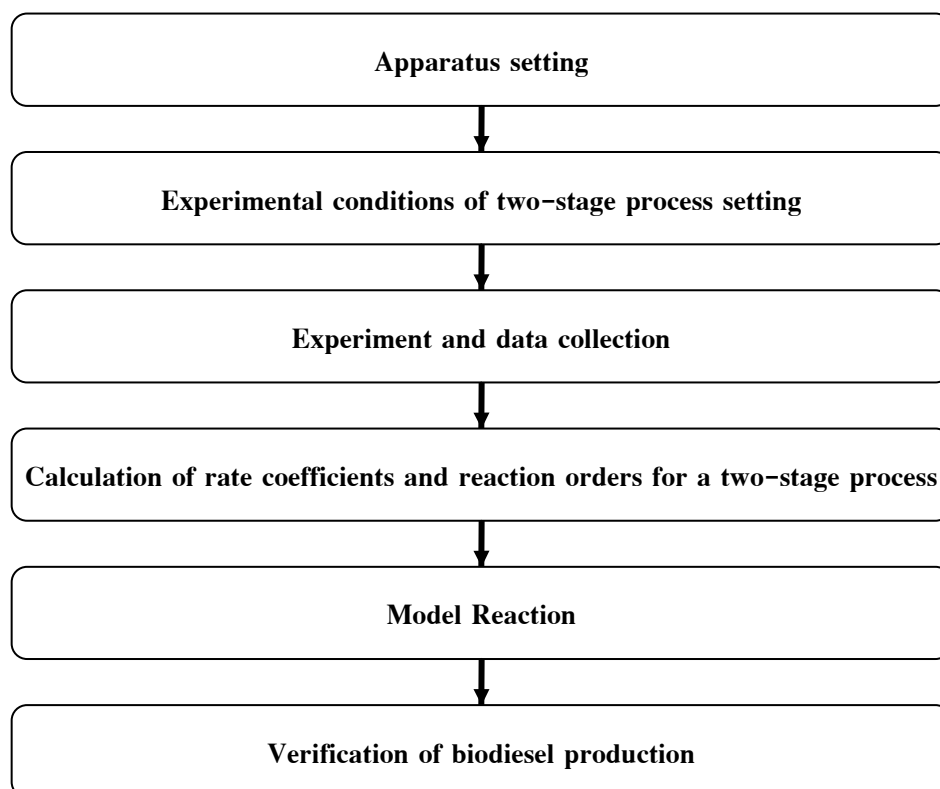 Apparatus setting
Experimental conditions of two-stage process setting
Experiment and data collection
Calculation of rate coefficients and reaction orders for a two-stage process
Model Reaction
Verification of biodiesel production